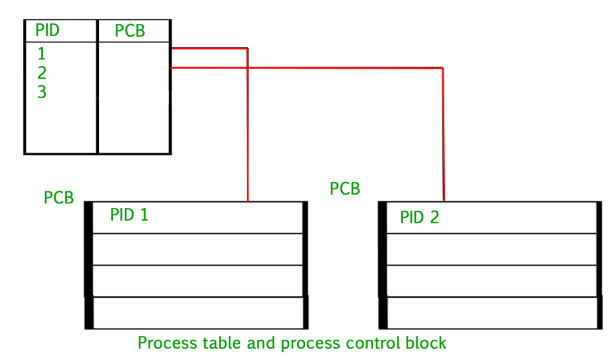 PID PCB
1
2
3
PCB
PCB
PID 1
PID 2
Process table and process control block